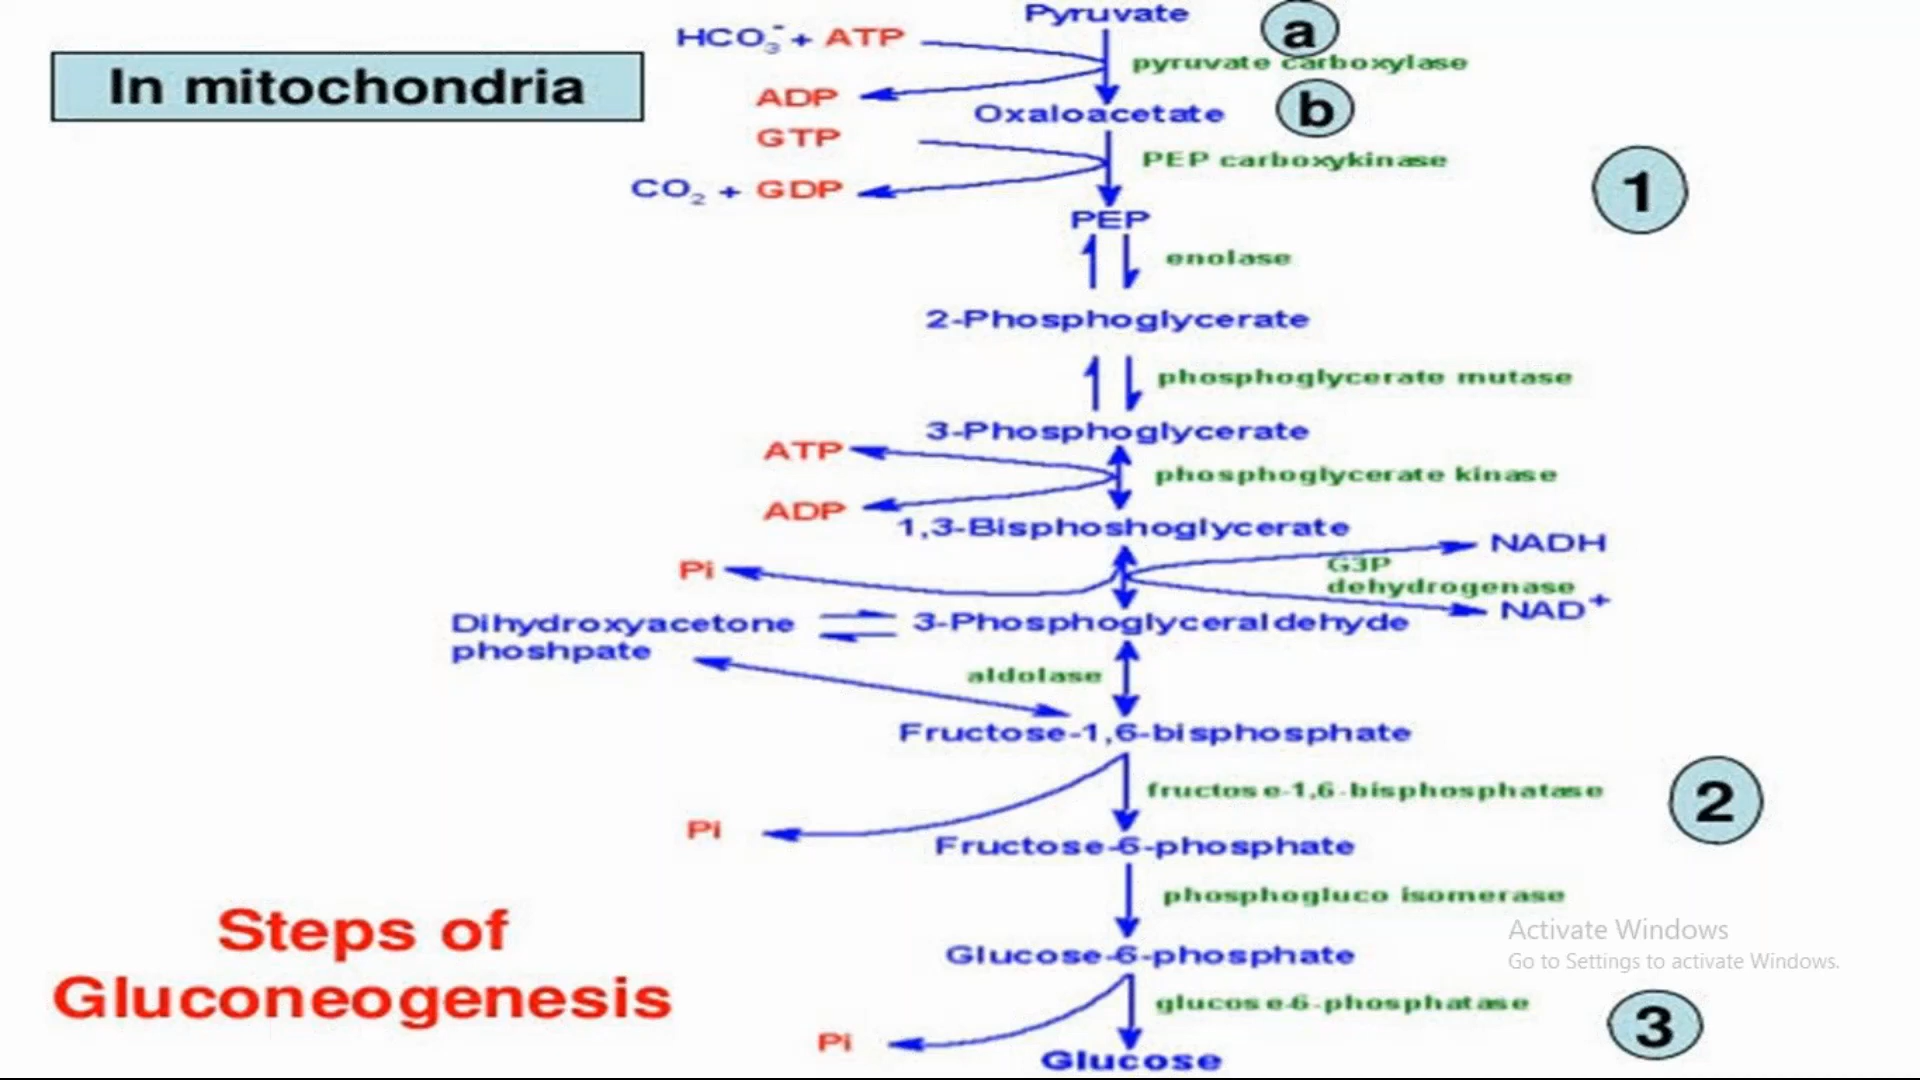 Pyruvate
a
HCO3- + ATP
pyruvate carboxylase
In mitochondria
ADP
Oxaloacetate
b
GTP
PEP carboxykinase
CO2 + GDP
1
PEP
enolase
2-Phosphoglycerate
phosphoglycerate mutase
3-Phosphoglycerate
ATP
phosphoglycerate kinase
ADP
1,3-Bisphoshoglycerate
NADH
Pi
G3P
dehydrogenase
NAD+
Dihydroxyacetone
phoshpate
3-Phosphoglyceraldehyde
aldolase
Fructose-1,6-bisphosphate
fructose-1,6-bisphosphatase
2
Pi
Fructose-6-phosphate
phosphogluco isomerase
Steps of
Gluconeogenesis
Activate Windows
Go to Settings to activate Windows.
Glucose-6-phosphate
glucose-6-phosphatase
3
Pi
Glucose